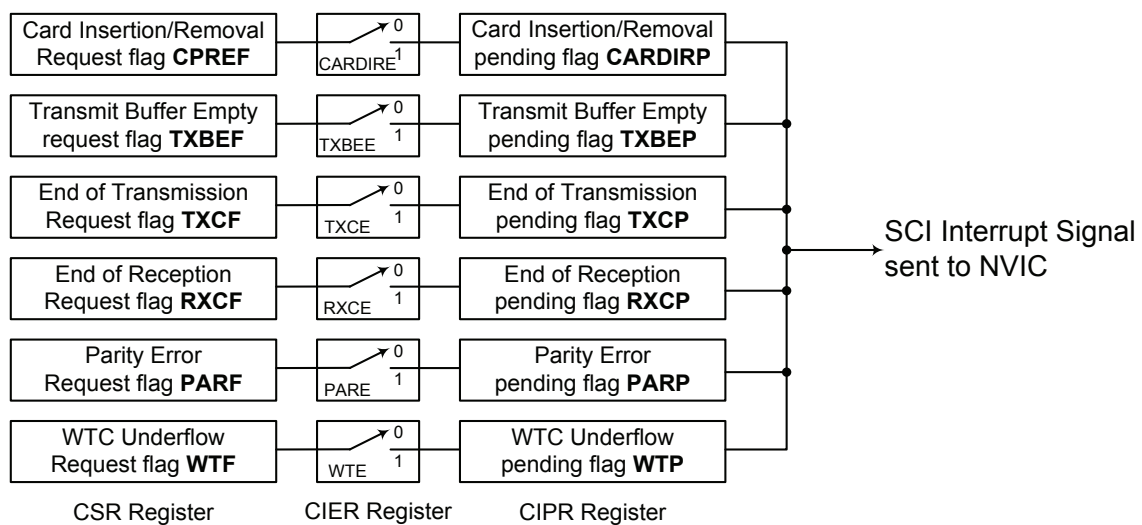 Card Insertion/Removal
Request flag CPREF
0
1
CARDIRE
Card Insertion/Removal
pending flag CARDIRP
Transmit Buffer Empty
request flag TXBEF
0
1
TXBEE
Transmit Buffer Empty
pending flag TXBEP
End of Transmission
Request flag TXCF
0
1
TXCE
End of Transmission
pending flag TXCP
End of Reception
Request flag RXCF
0
1
RXCE
End of Reception
pending flag RXCP
Parity Error
Request flag PARF
0
1
PARE
Parity Error
pending flag PARP
WTC Underflow
Request flag WTF
0
1
WTE
WTC Underflow
pending flag WTP
SCI Interrupt Signal
sent to NVIC
CSR Register
CIER Register
CIPR Register